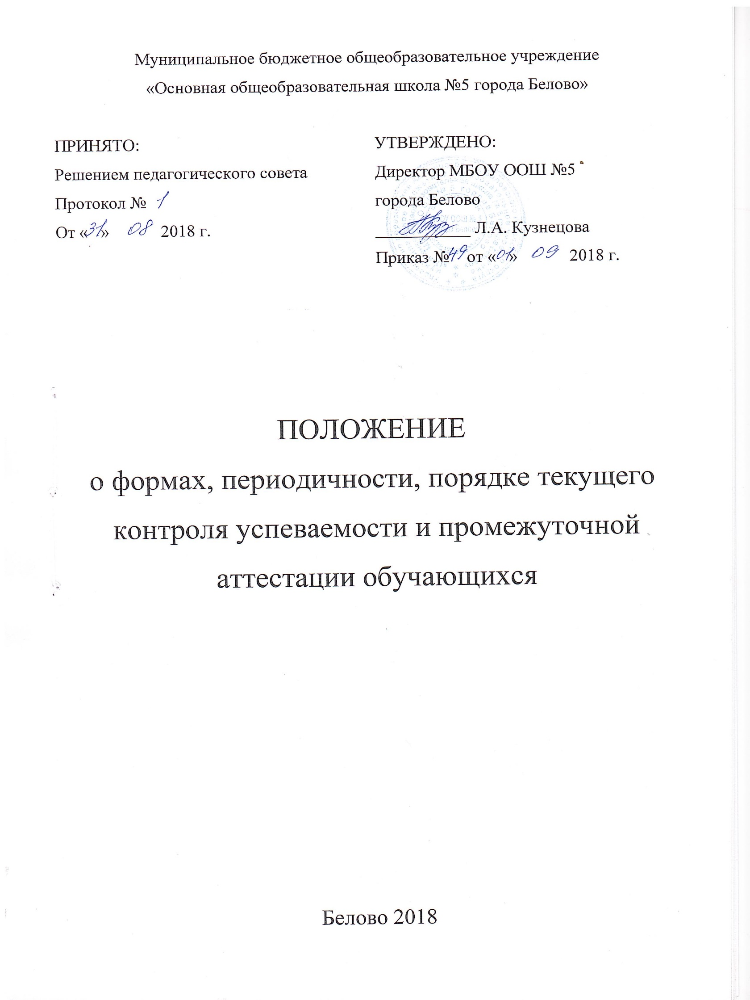 Муниципальное бюджетное общеобразовательное учреждение
«Основная общеобразовательная школа №5 города Белово»
ПРИНЯТО:
Решением педагогического совета
Протокол № 1
От «31» 08 2018 г.
УТВЕРЖДЕНО:
Директор МБОУ ООШ №5
города Белово
Л.А. Кузнецова
Приказ №49 от «01» 09 2018 г.
ПОЛОЖЕНИЕ
о формах, периодичности, порядке текущего
контроля успеваемости и промежуточной
аттестации обучающихся
Белово 2018